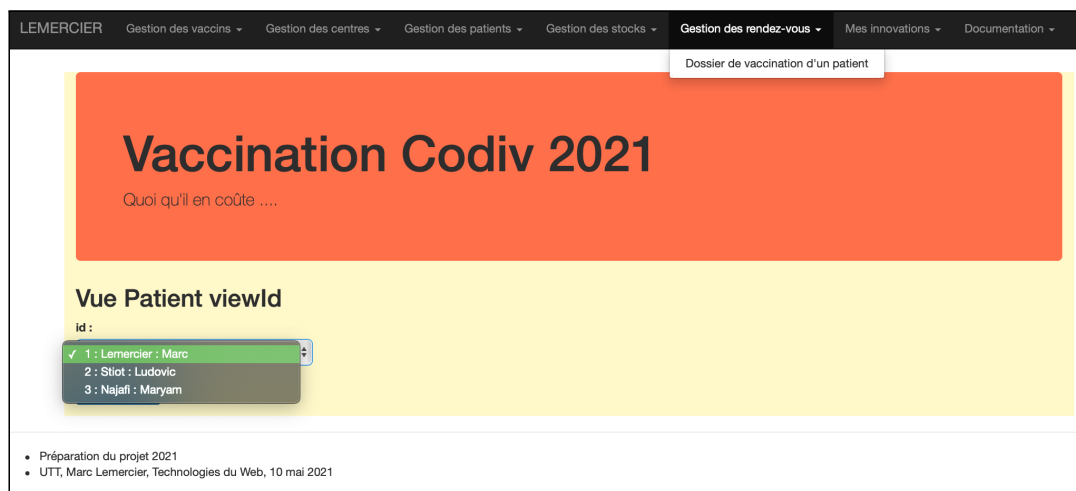 LEMERCIER Gestion des vaccins Gestion des centres Gestion des patients Gestion des stocks Gestion des rendez-vous Mes innovations Documentation
Dossier de vaccination d'un patient
Vaccination Codiv 2021
Quoi qu'il en coûte ....
Vue Patient viewId
id :
✓ 1 : Lemercier : Marc
2 : Stiot : Ludovic
3 : Najafi : Maryam
• Préparation du projet 2021
• UTT, Marc Lemercier, Technologies du Web, 10 mai 2021